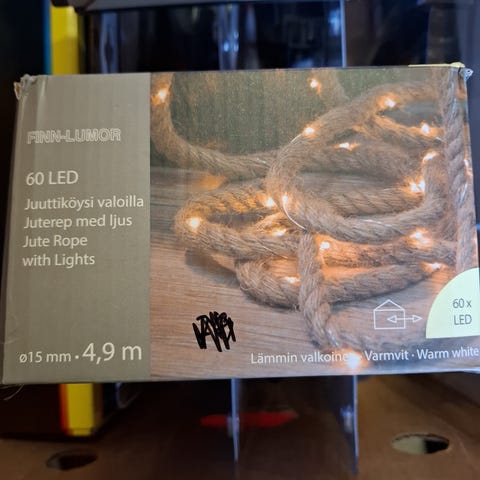 FINN-LUMOR
60 LED
Juuttiköysi valoilla
Juterep med ljus
Jute Rope
with Lights
ø15 mm · 4,9 m
60 x
LED
Lämmin valkoinen · Varmvit · Warm white